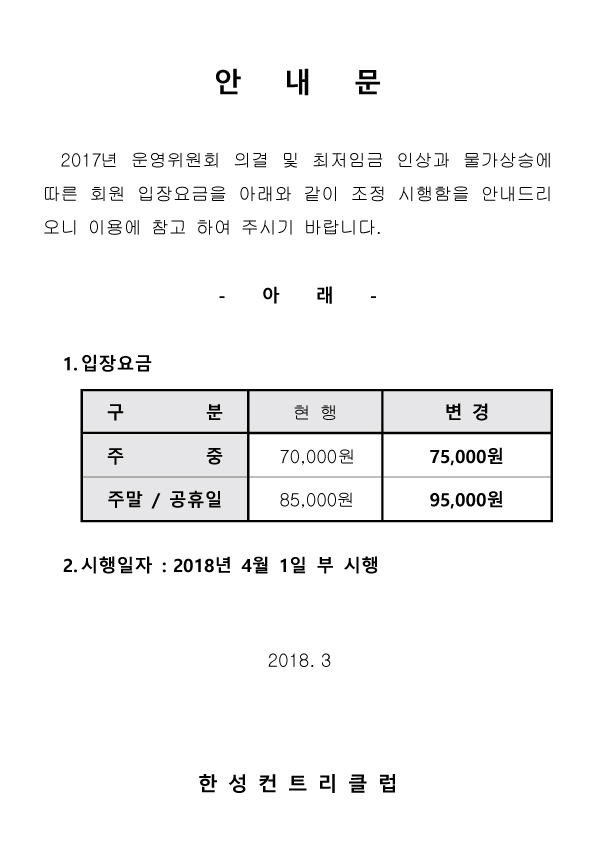 안 내 문
2017년 운영위원회 의결 및 최저임금 인상과 물가상승에
따른 회원 입장요금을 아래와 같이 조정 시행함을 안내드리
오니 이용에 참고 하여 주시기 바랍니다.
- 아 래 -
1. 입장요금
구 분 현 행 변 경
주 중 70,000원 75,000원
주말 / 공휴일 85,000원 95,000원
2. 시행일자 : 2018년 4월 1일 부 시행
2018. 3
한 성 컨 트 리 클 럽